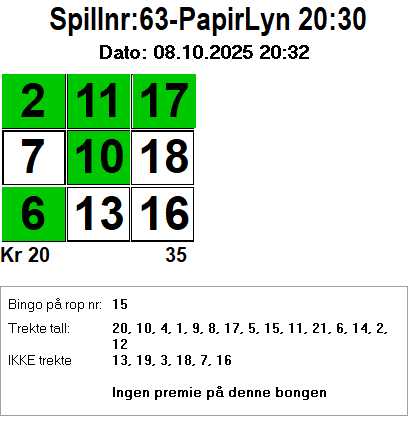 Spillnr:63-PapirLyn 20:30
Dato: 08.10.2025 20:32
2 11 17
7 10 18
6 13 16
Kr 20 35
Bingo på rop nr: 15
Trekte tall: 20, 10, 4, 1, 9, 8, 17, 5, 15, 11, 21, 6, 14, 2,
12
IKKE trekte 13, 19, 3, 18, 7, 16
Ingen premie på denne bongen